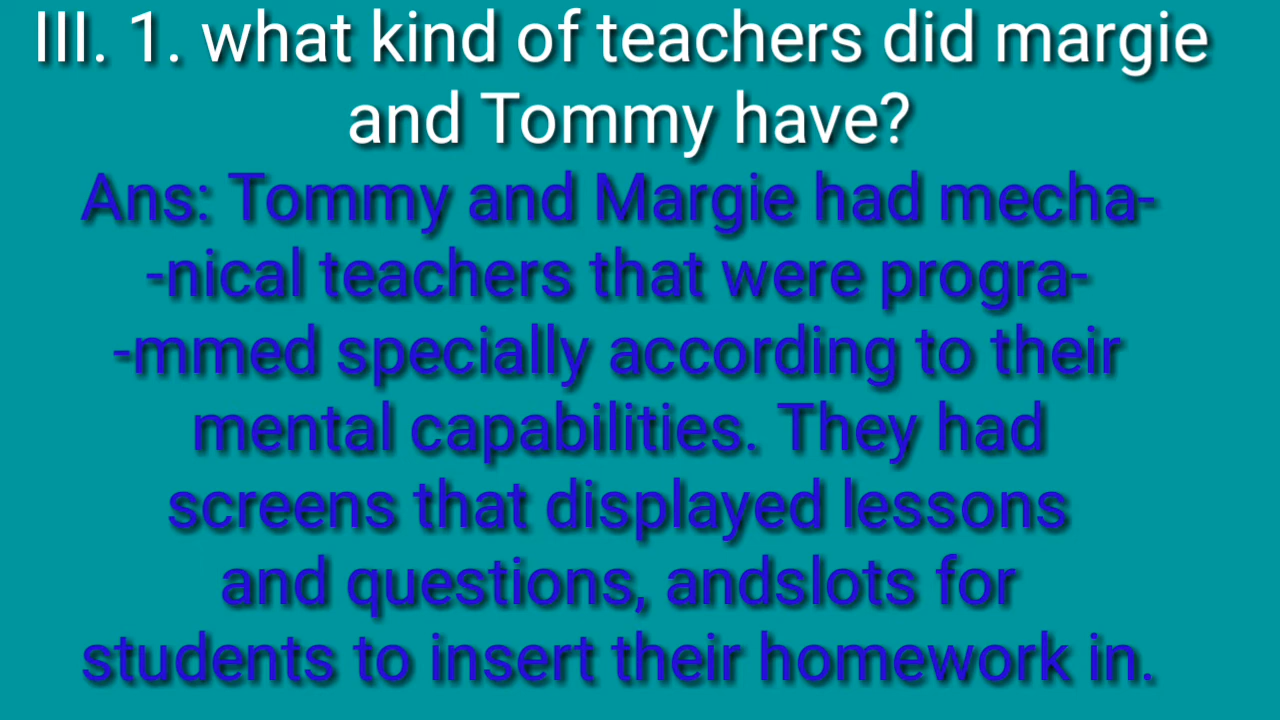 III. 1. what kind of teachers did margie
and Tommy have?
Ans: Tommy and Margie had mecha-
-nical teachers that were progra-
-mmed specially according to their
mental capabilities. They had
screens that displayed lessons
and questions, andslots for
students to insert their homework in.